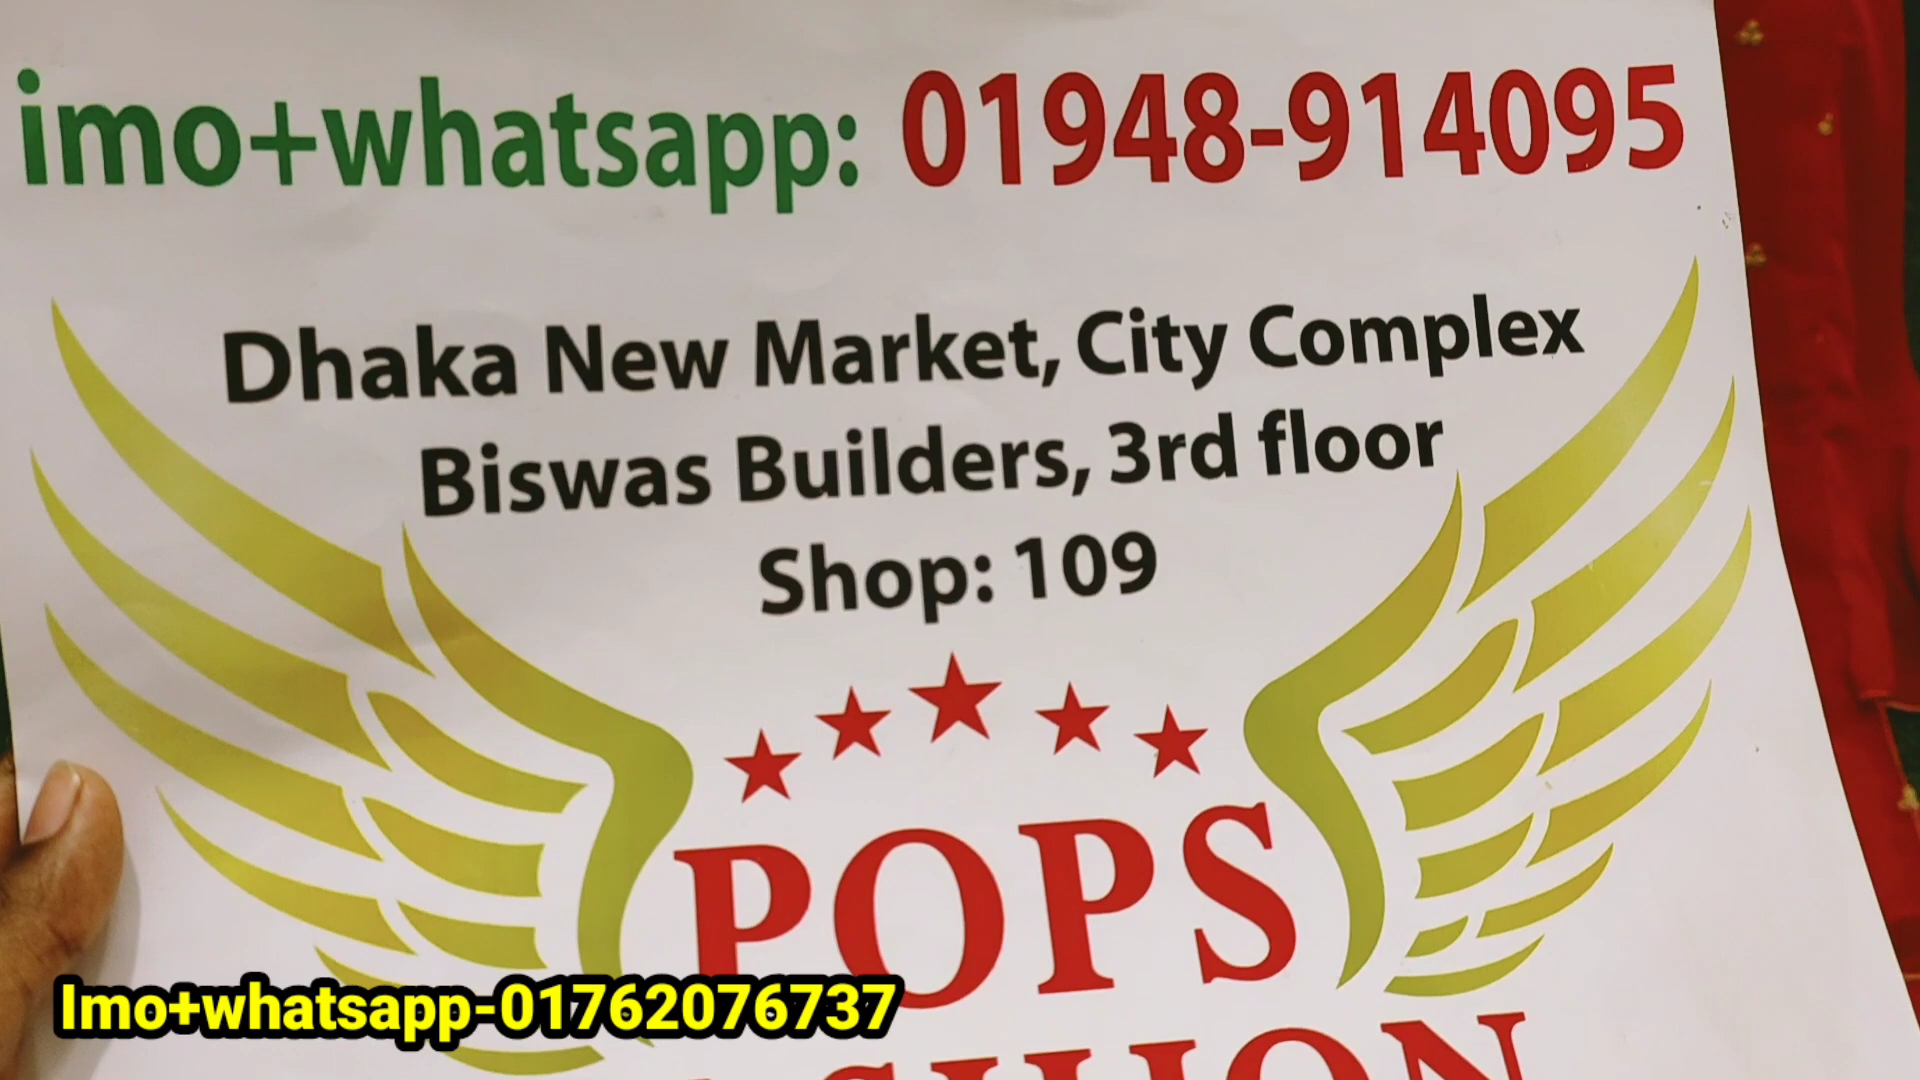 imo+whatsapp: 01948-914095
Dhaka New Market, City Complex
Biswas Builders, 3rd floor
Shop: 109
POPS
FASHION
Imo+whatsapp-01762076737